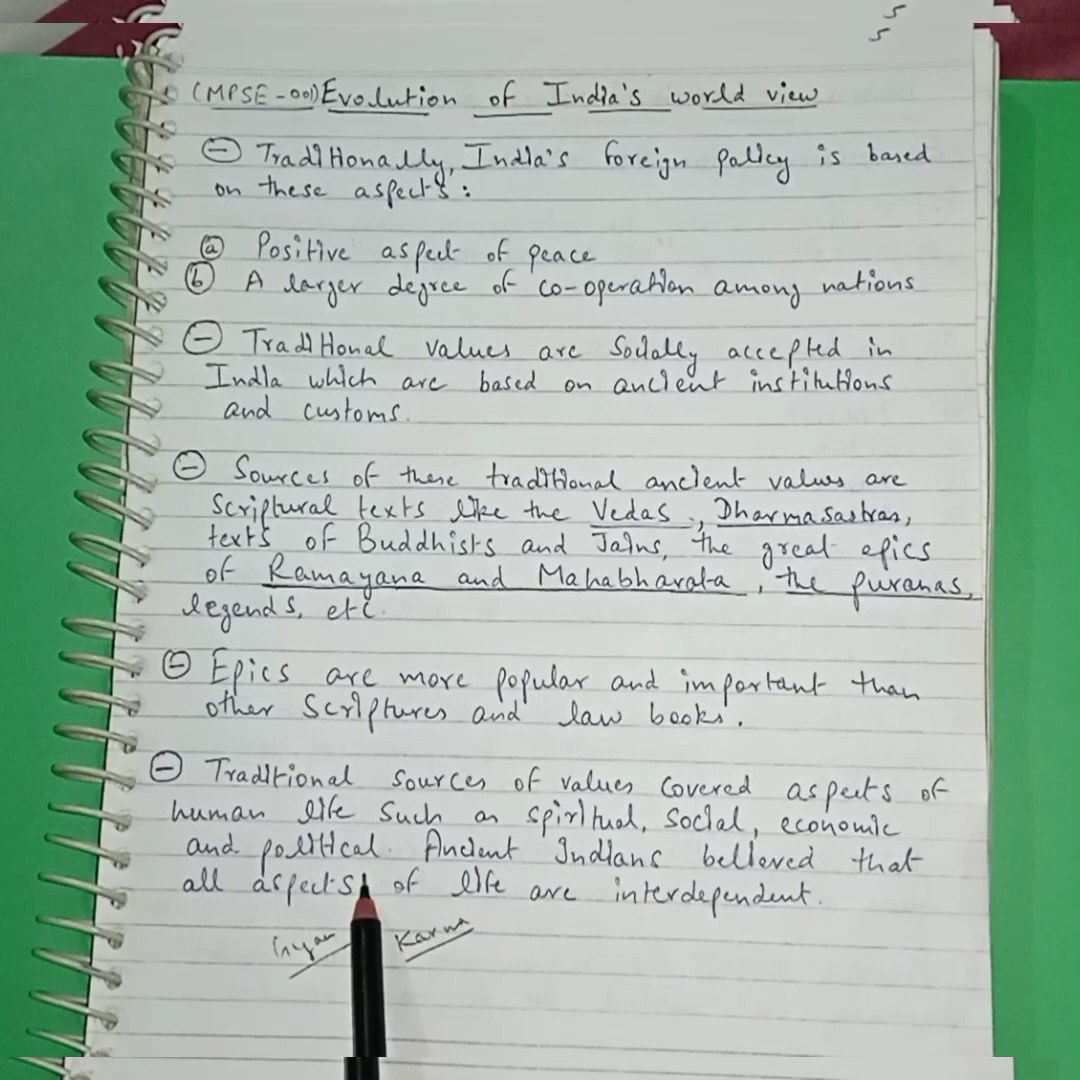 5
5
(MPSE-001) Evolution of India's world view
- Traditionally, India's foreign policy is based
on these aspects:
(a) Positive aspect of peace
(b) A larger degree of co-operation among nations
- Traditional values are socially accepted in
India which are based on ancient institutions
and customs.
- Sources of these traditional ancient values are
scriptural texts like the Vedas, Dharmasastras,
texts of Buddhists and Jains, the great epics
of Ramayana and Mahabharata, the puranas,
legends, etc.
- Epics are more popular and important than
other scriptures and law books.
- Traditional sources of values covered aspects of
human life such as spiritual, social, economic
and political. Ancient Indians believed that
all aspects of life are interdependent.
Gyan Karma